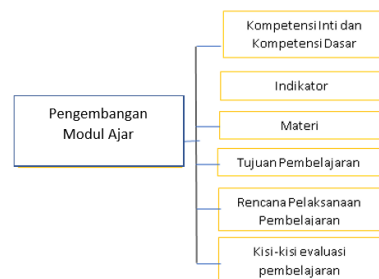 Pengembangan
Modul Ajar
Kompetensi Inti dan
Kompetensi Dasar
Indikator
Materi
Tujuan Pembelajaran
Rencana Pelaksanaan
Pembelajaran
Kisi-kisi evaluasi
pembelajaran